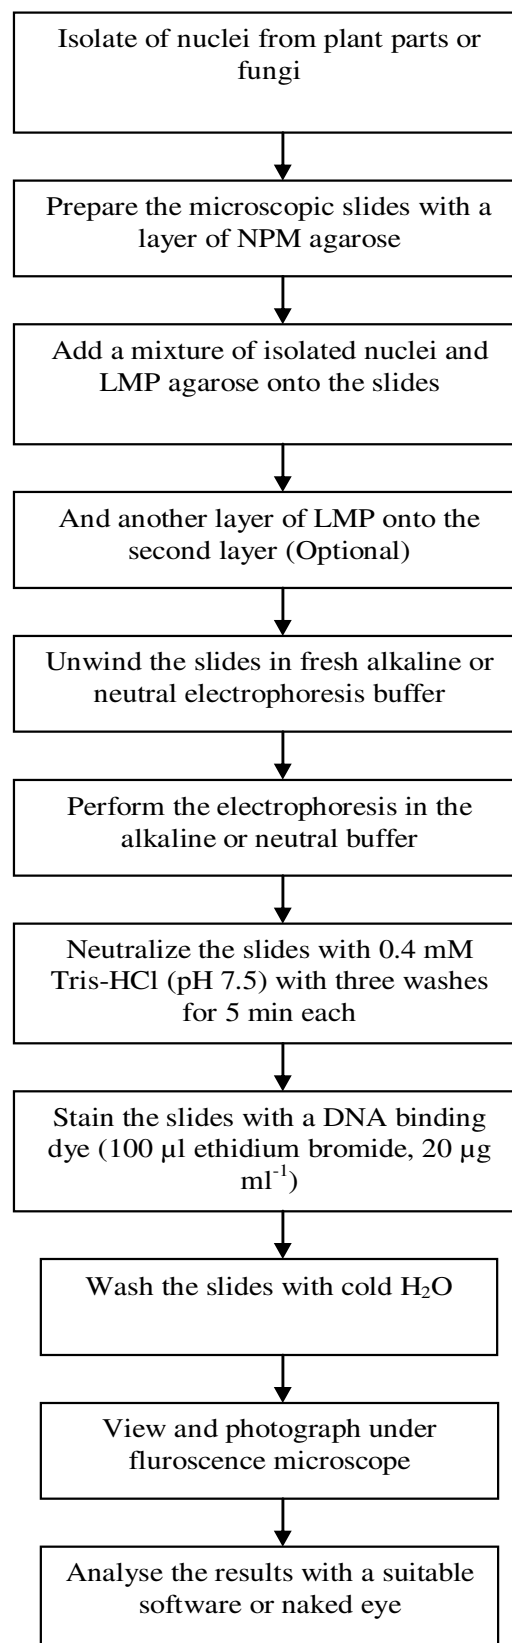 Isolate of nuclei from plant parts or
fungi
Prepare the microscopic slides with a
layer of NPM agarose
Add a mixture of isolated nuclei and
LMP agarose onto the slides
And another layer of LMP onto the
second layer (Optional)
Unwind the slides in fresh alkaline or
neutral electrophoresis buffer
Perform the electrophoresis in the
alkaline or neutral buffer
Neutralize the slides with 0.4 mM
Tris-HCl (pH 7.5) with three washes
for 5 min each
Stain the slides with a DNA binding
dye (100 µl ethidium bromide, 20 µg
ml⁻¹)
Wash the slides with cold H₂O
View and photograph under
fluroscence microscope
Analyse the results with a suitable
software or naked eye